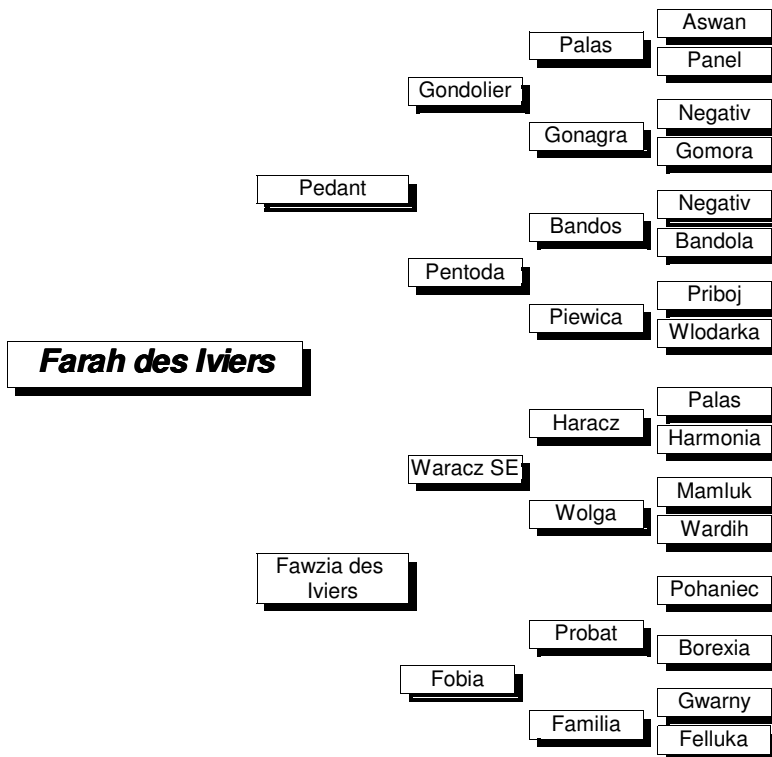 Aswan
Palas
Panel
Gondolier
Negativ
Gonagra
Gomora
Pedant
Negativ
Bandos
Bandola
Pentoda
Priboj
Piewica
Wlodarka
Farah des Iviers
Palas
Haracz
Harmonia
Waracz SE
Mamluk
Wolga
Wardih
Fawzia des
Iviers
Pohaniec
Probat
Borexia
Fobia
Gwarny
Familia
Felluka